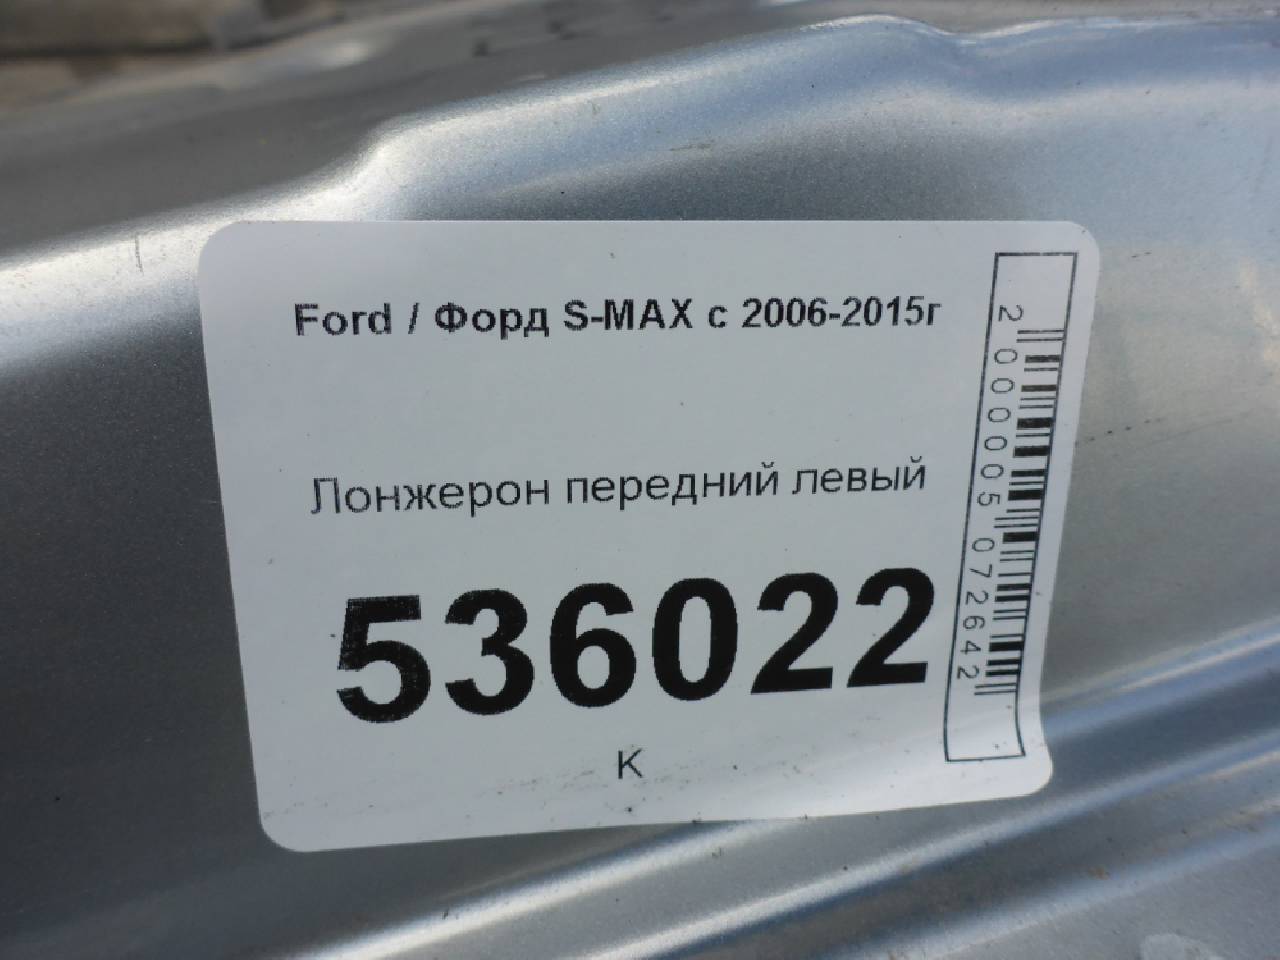 Ford / Форд S-MAX с 2006-2015г
Лонжерон передний левый
536022
К
2000005072642